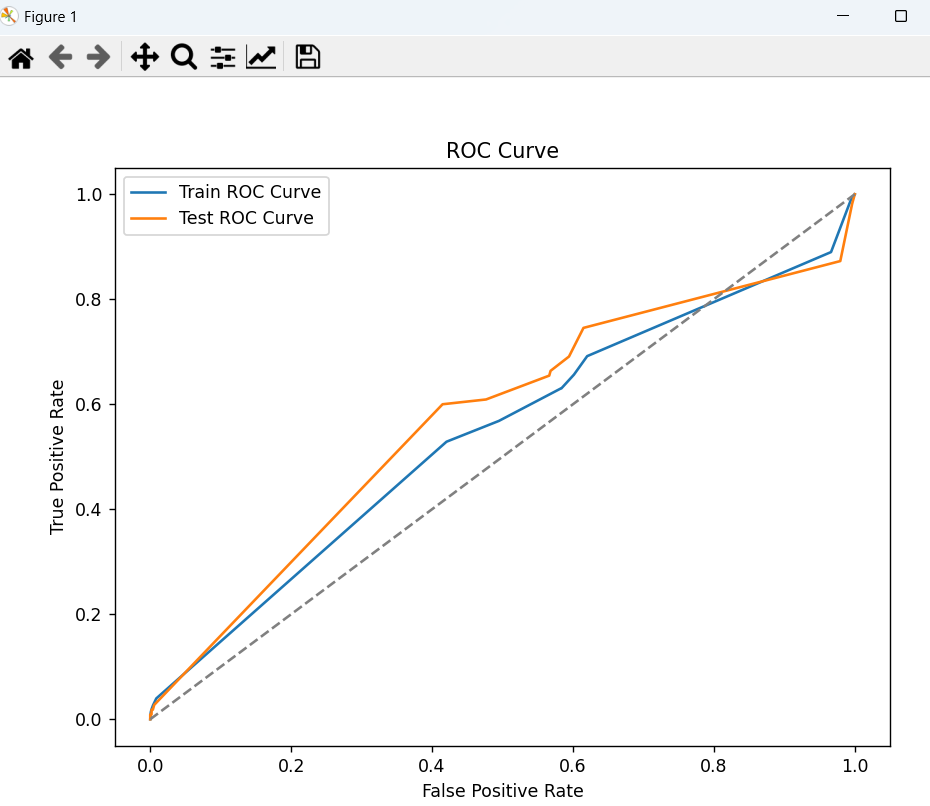 Figure 1
ROC Curve
Train ROC Curve
Test ROC Curve
1.0
0.8
0.6
0.4
0.2
0.0
True Positive Rate
0.0 0.2 0.4 0.6 0.8 1.0
False Positive Rate